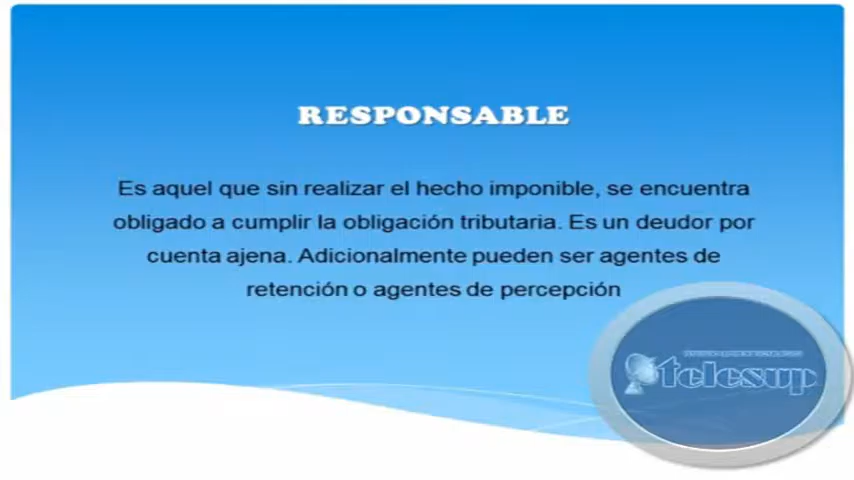 RESPONSABLE
Es aquel que sin realizar el hecho imponible, se encuentra
obligado a cumplir la obligación tributaria. Es un deudor por
cuenta ajena. Adicionalmente pueden ser agentes de
retención o agentes de percepción
telesup